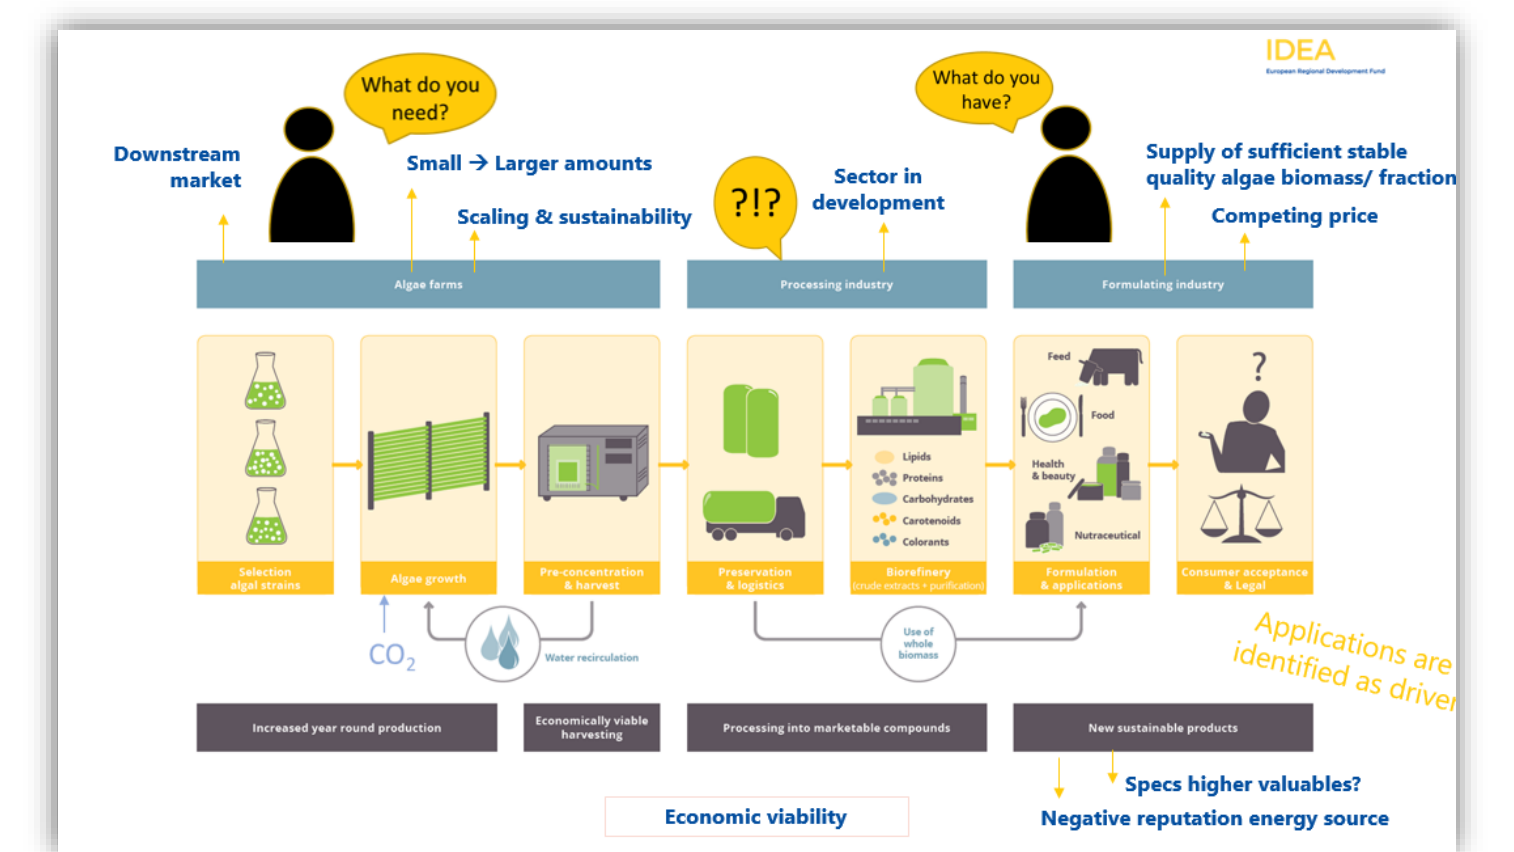 IDEA
European Regional Development Fund
What do you
need?
What do you
have?
Downstream
market
Small → Larger amounts
Scaling & sustainability
?!?
Sector in
development
Supply of sufficient stable
quality algae biomass/ fraction
Competing price
Algae farms
Processing industry
Formulating industry
?
Feed
Food
Health
& beauty
Nutraceutical
Lipids
Proteins
Carbohydrates
Carotenoids
Colorants
Selection
algal strains
Algae growth
Pre-concentration
& harvest
Preservation
& logistics
Biorefinery
(crude extracts + purification)
Formulation
& applications
Consumer acceptance
& Legal
CO₂
Water recirculation
Use of
whole
biomass
Applications are
identified as driver
Increased year round production
Economically viable
harvesting
Processing into marketable compounds
New sustainable products
Specs higher valuables?
Negative reputation energy source
Economic viability